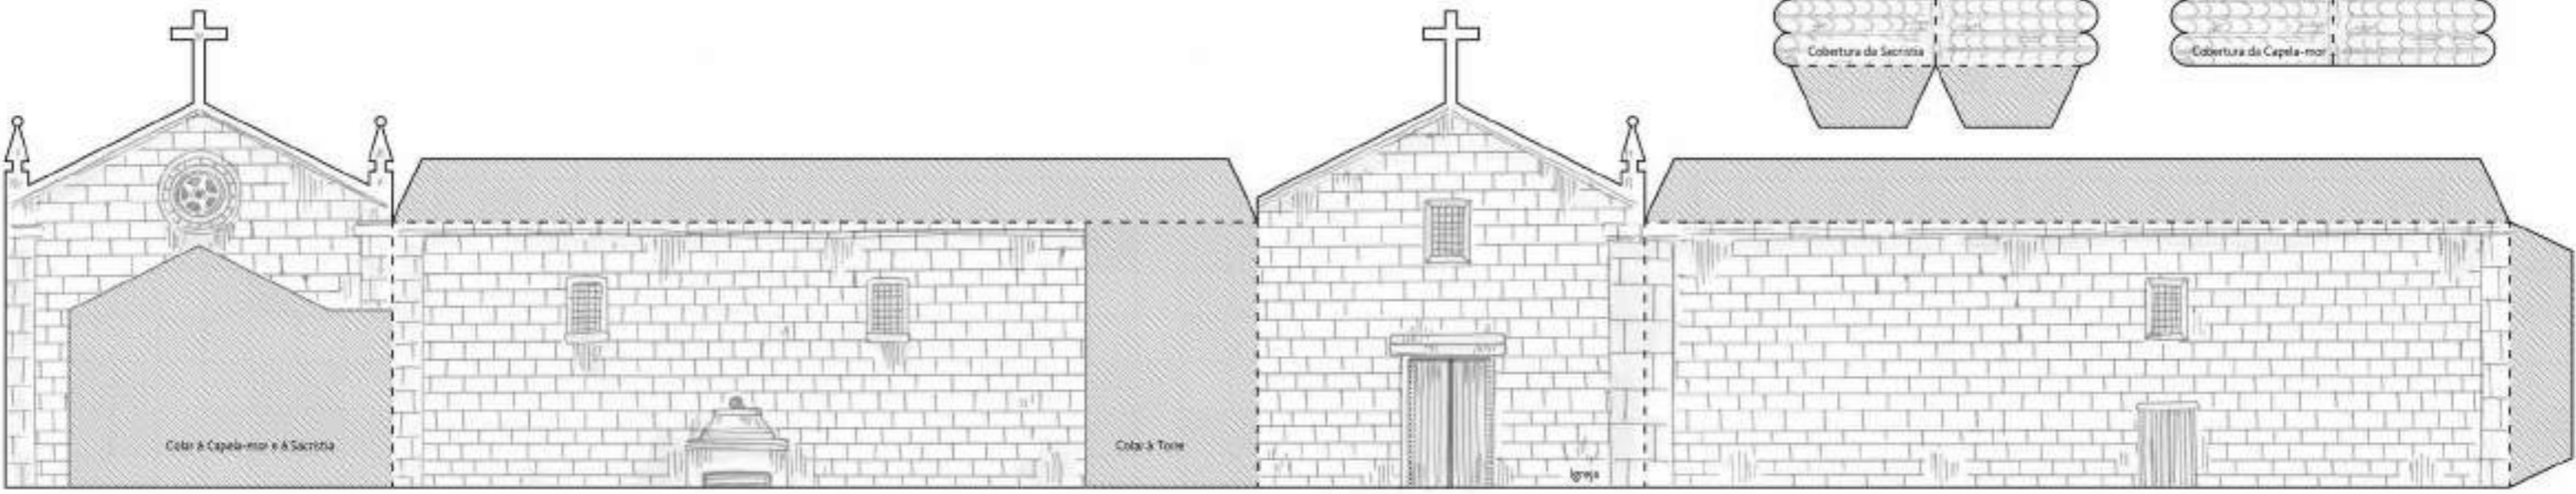 Cobertura da Sacristia
Cobertura da Capela-mor
Colar à Capela-mor e à Sacristia
Colar à Torre
Igreja